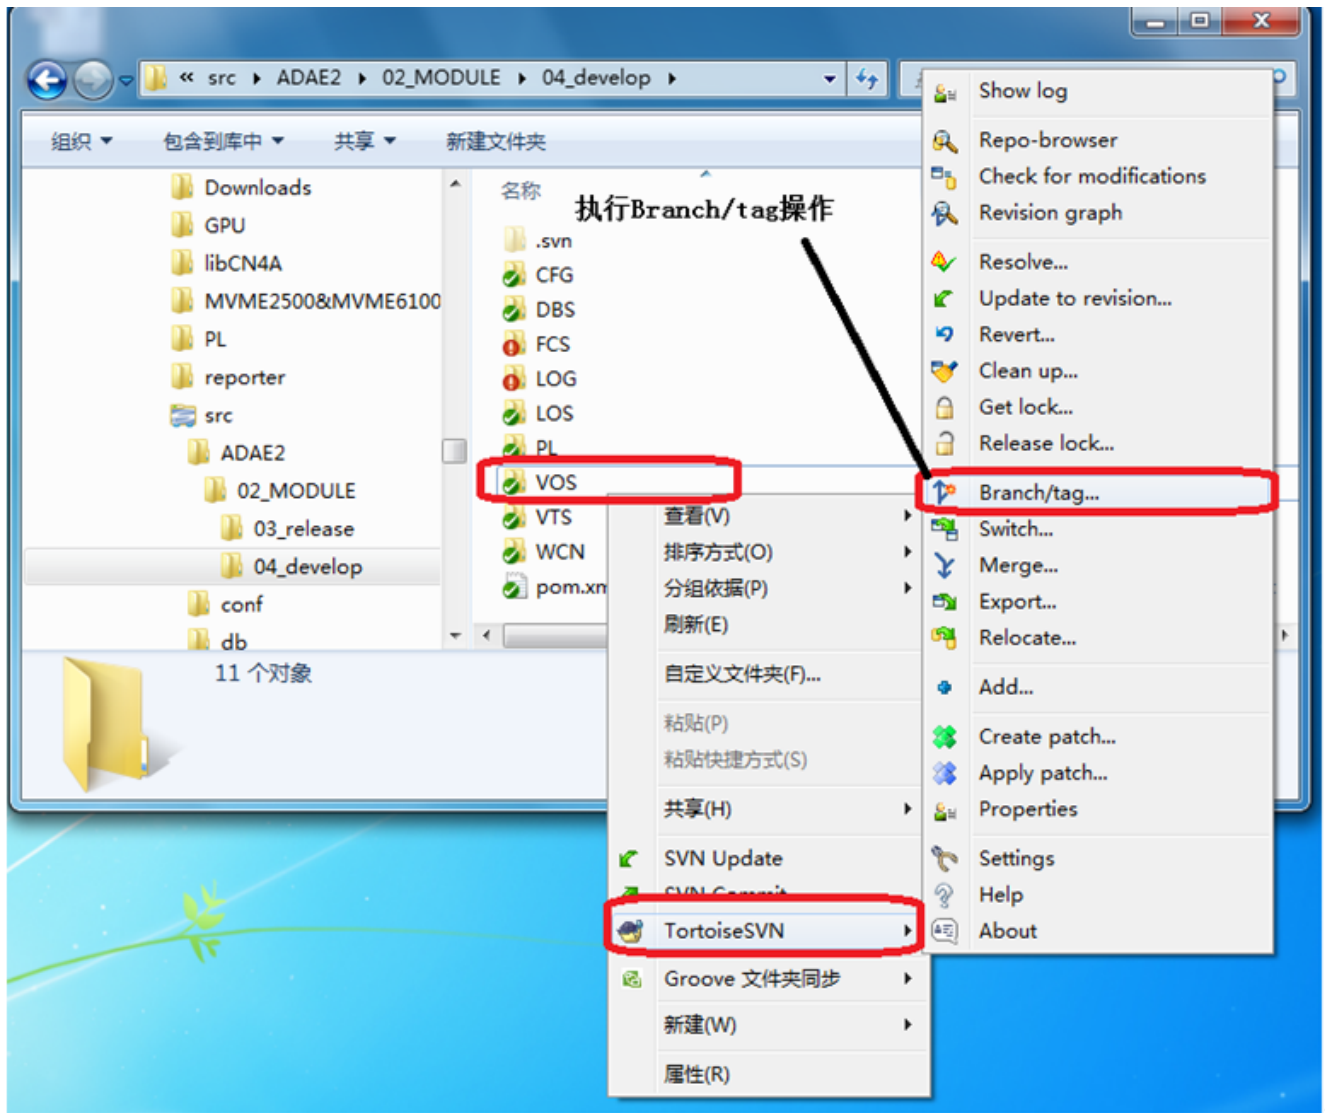 « src ▸ ADAE2 ▸ 02_MODULE ▸ 04_develop ▸
组织 包含到库中 共享 新建文件夹
Downloads
GPU
libCN4A
MVME2500&MVME6100
PL
reporter
src
ADAE2
02_MODULE
03_release
04_develop
conf
db
名称
执行Branch/tag操作
.svn
CFG
DBS
FCS
LOG
LOS
PL
VOS
VTS
WCN
pom.xm
11 个对象
查看(V)
排序方式(O)
分组依据(P)
刷新(E)
自定义文件夹(F)...
粘贴(P)
粘贴快捷方式(S)
共享(H)
SVN Update
SVN Commit
TortoiseSVN
Groove 文件夹同步
新建(W)
属性(R)
Show log
Repo-browser
Check for modifications
Revision graph
Resolve...
Update to revision...
Revert...
Clean up...
Get lock...
Release lock...
Branch/tag...
Switch...
Merge...
Export...
Relocate...
Add...
Create patch...
Apply patch...
Properties
Settings
Help
About